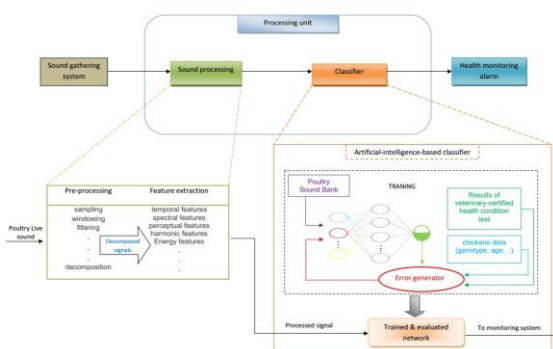 Processing unit
Sound gathering
system
Sound processing
Classifier
Health monitoring
alarm
Artificial-intelligence-based classifier
Pre-processing
Feature extraction
sampling
windowing
filtering
.
.
.
decomposition
Decomposed
signals
temporal features
spectral features
perceptual features
harmonic features
Energy features
.
.
.
Poultry Live
sound
Poultry
Sound Bank
TRANING
Results of
veterinary-certified
health condition
test
chickens data
(genotype, age, ..)
Error generator
Processed signal
Trained & evaluated
network
To monitoring system